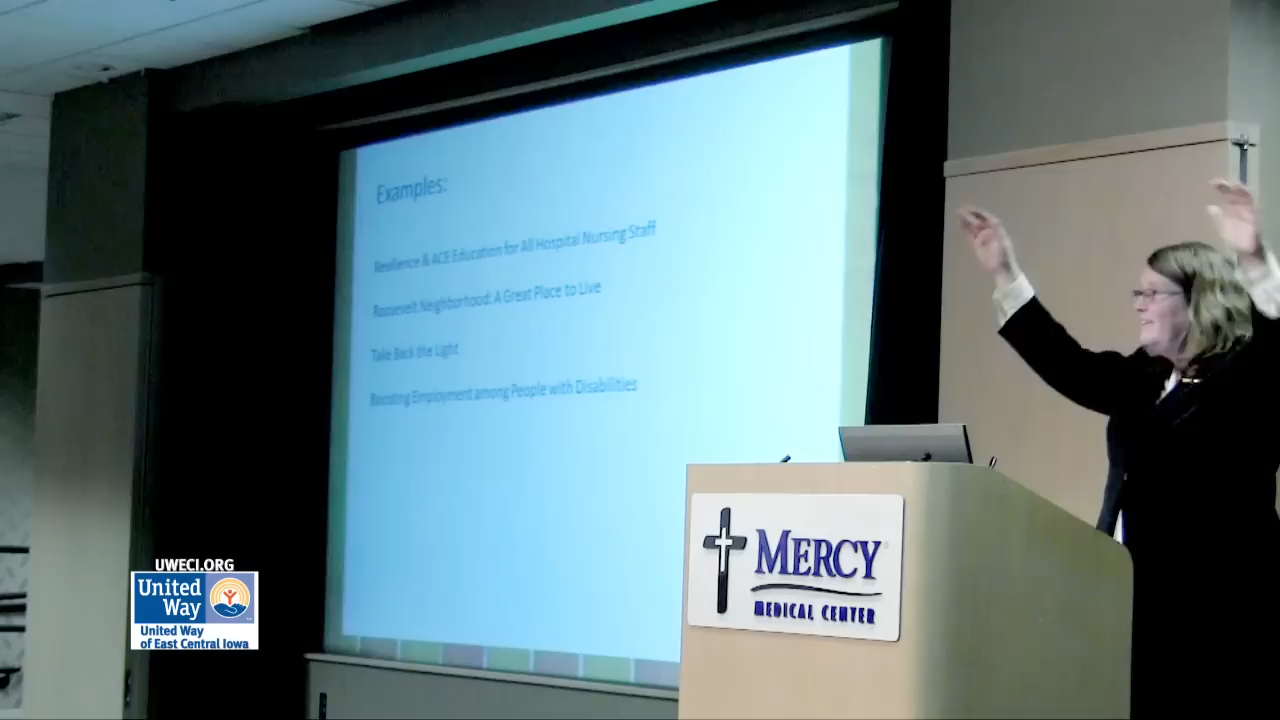 Examples:
Resilience & ACE Education for All Hospital Nursing Staff
Roosevelt Neighborhood: A Great Place to Live
Take Back the Light
Boosting Employment among People with Disabilities
MERCY
MEDICAL CENTER
UWECI.ORG
United
Way
United Way
of East Central Iowa